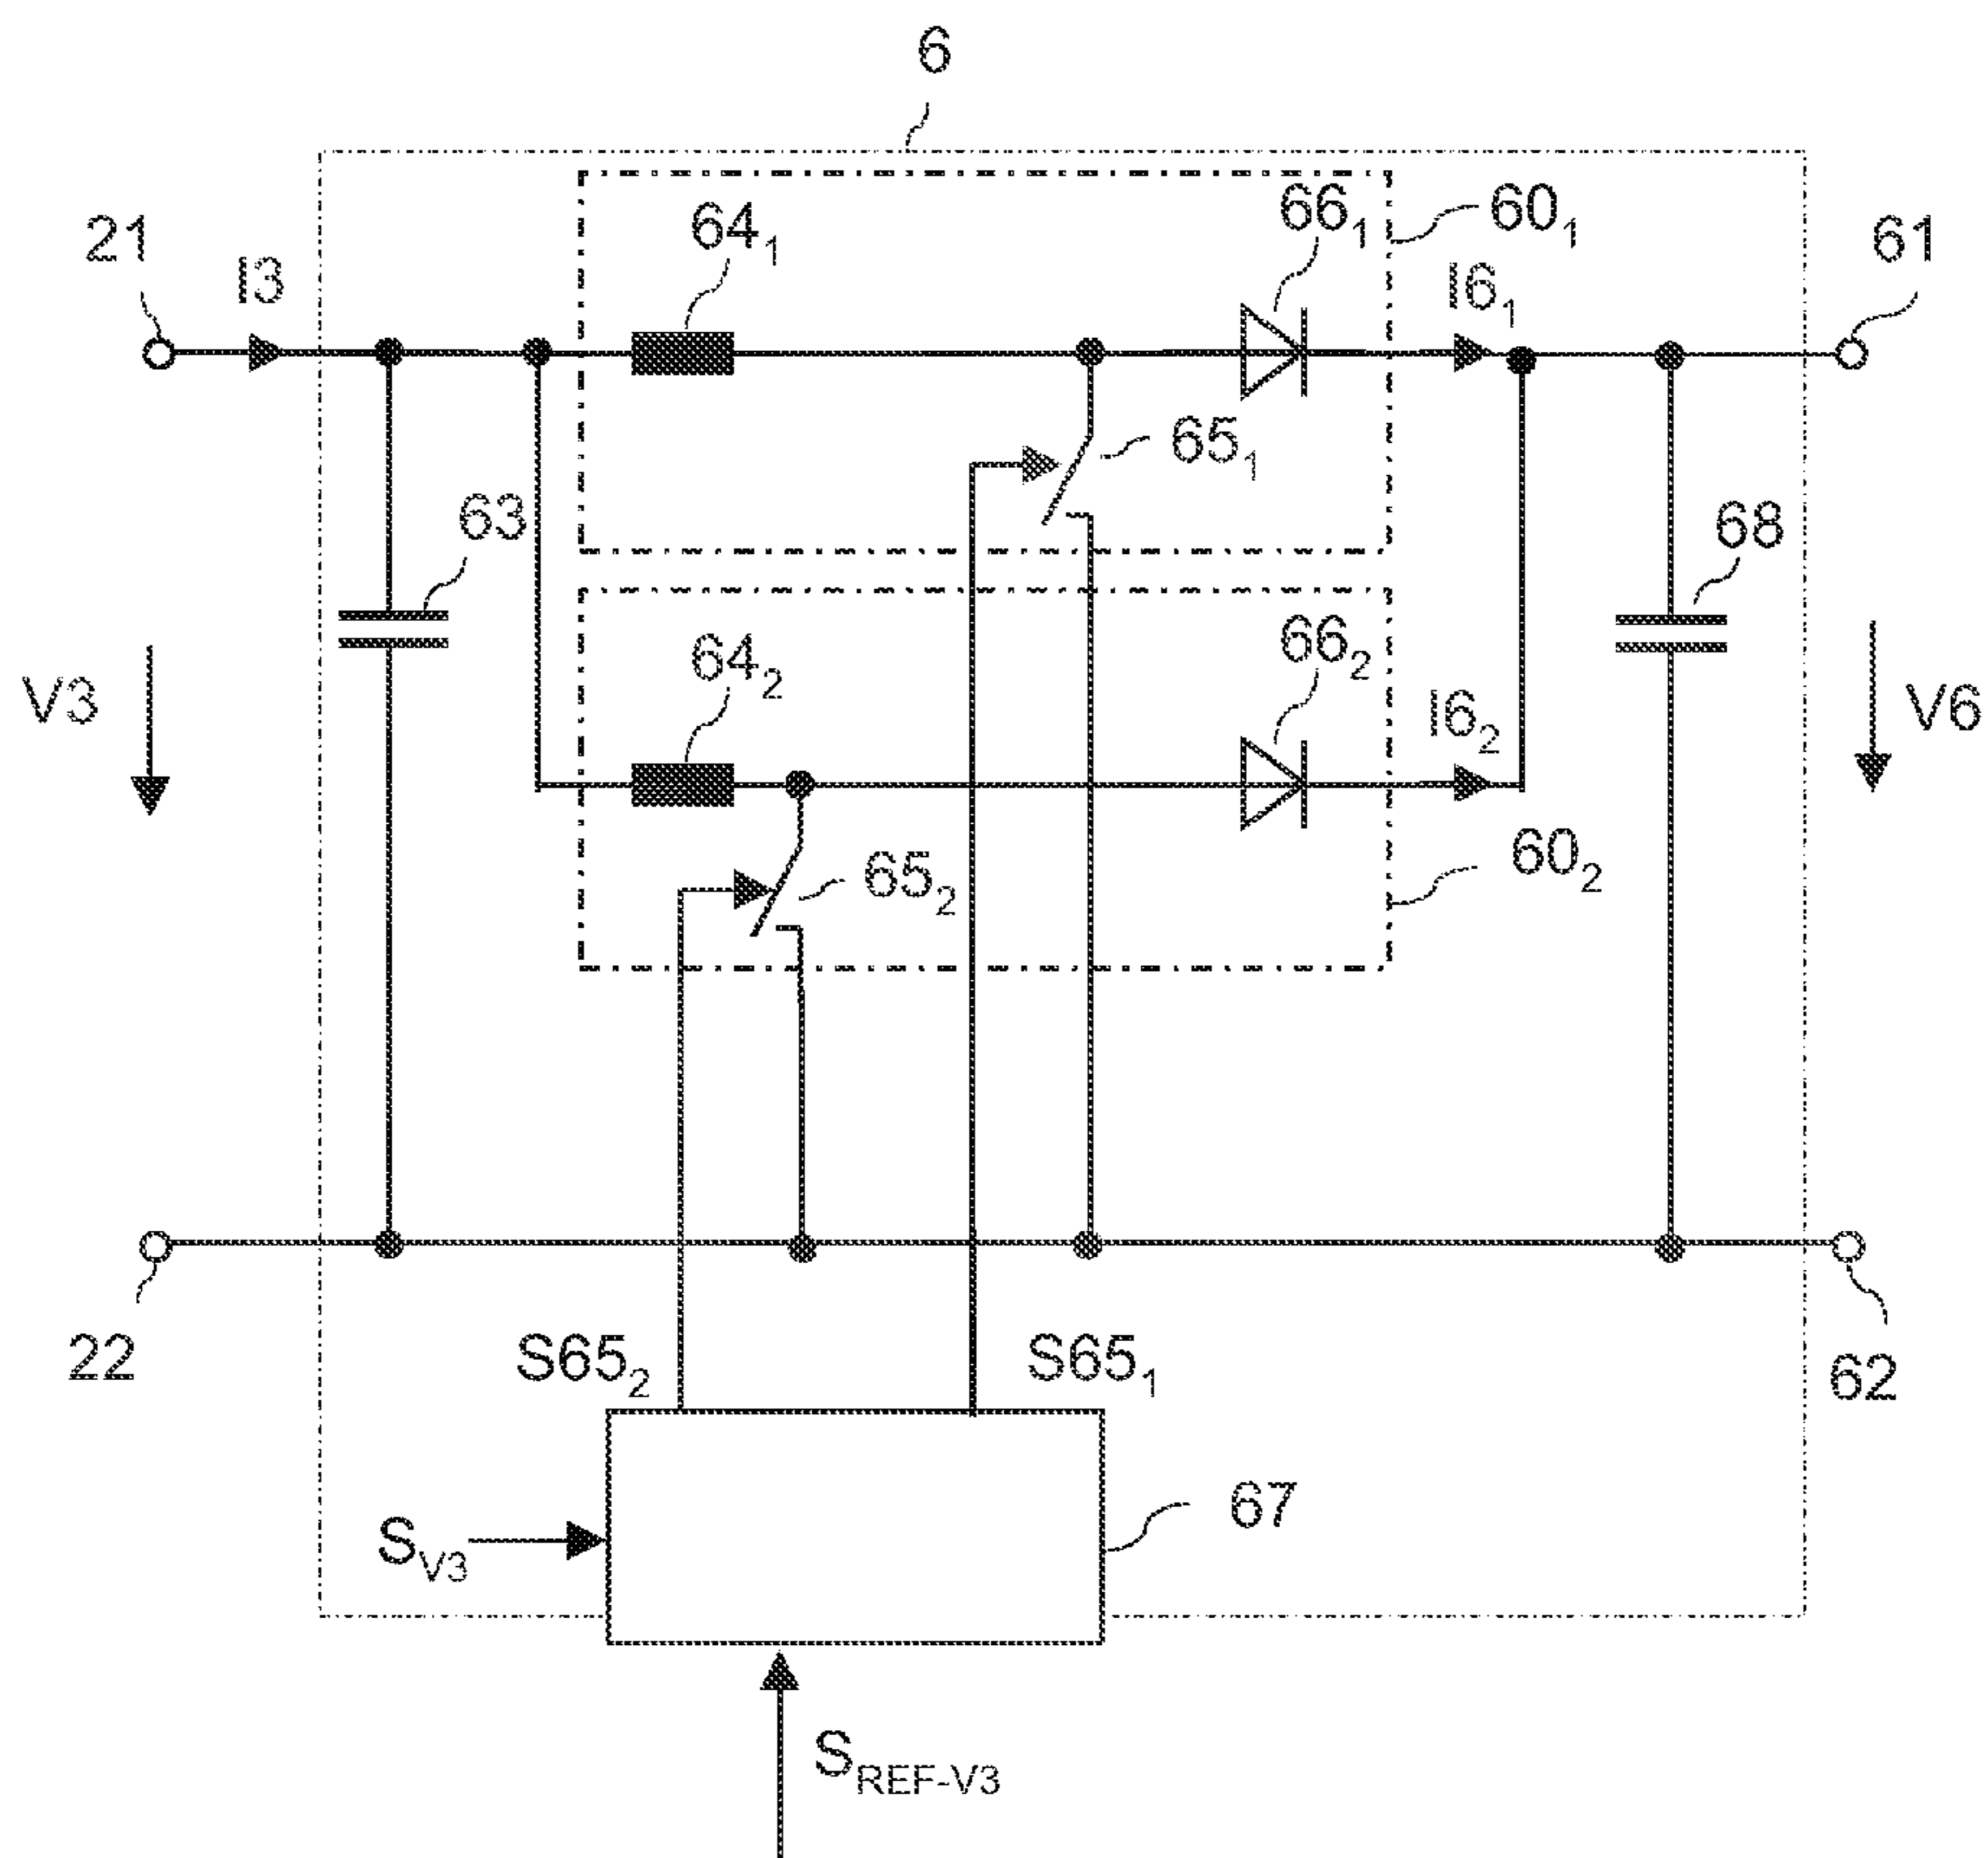 6
21
I3
64₁
66₁
60₁
I6₁
61
65₁
63
68
V3
64₂
66₂
I6₂
V6
65₂
60₂
22
S65₂
S65₁
62
S_V3
67
S_REF-V3